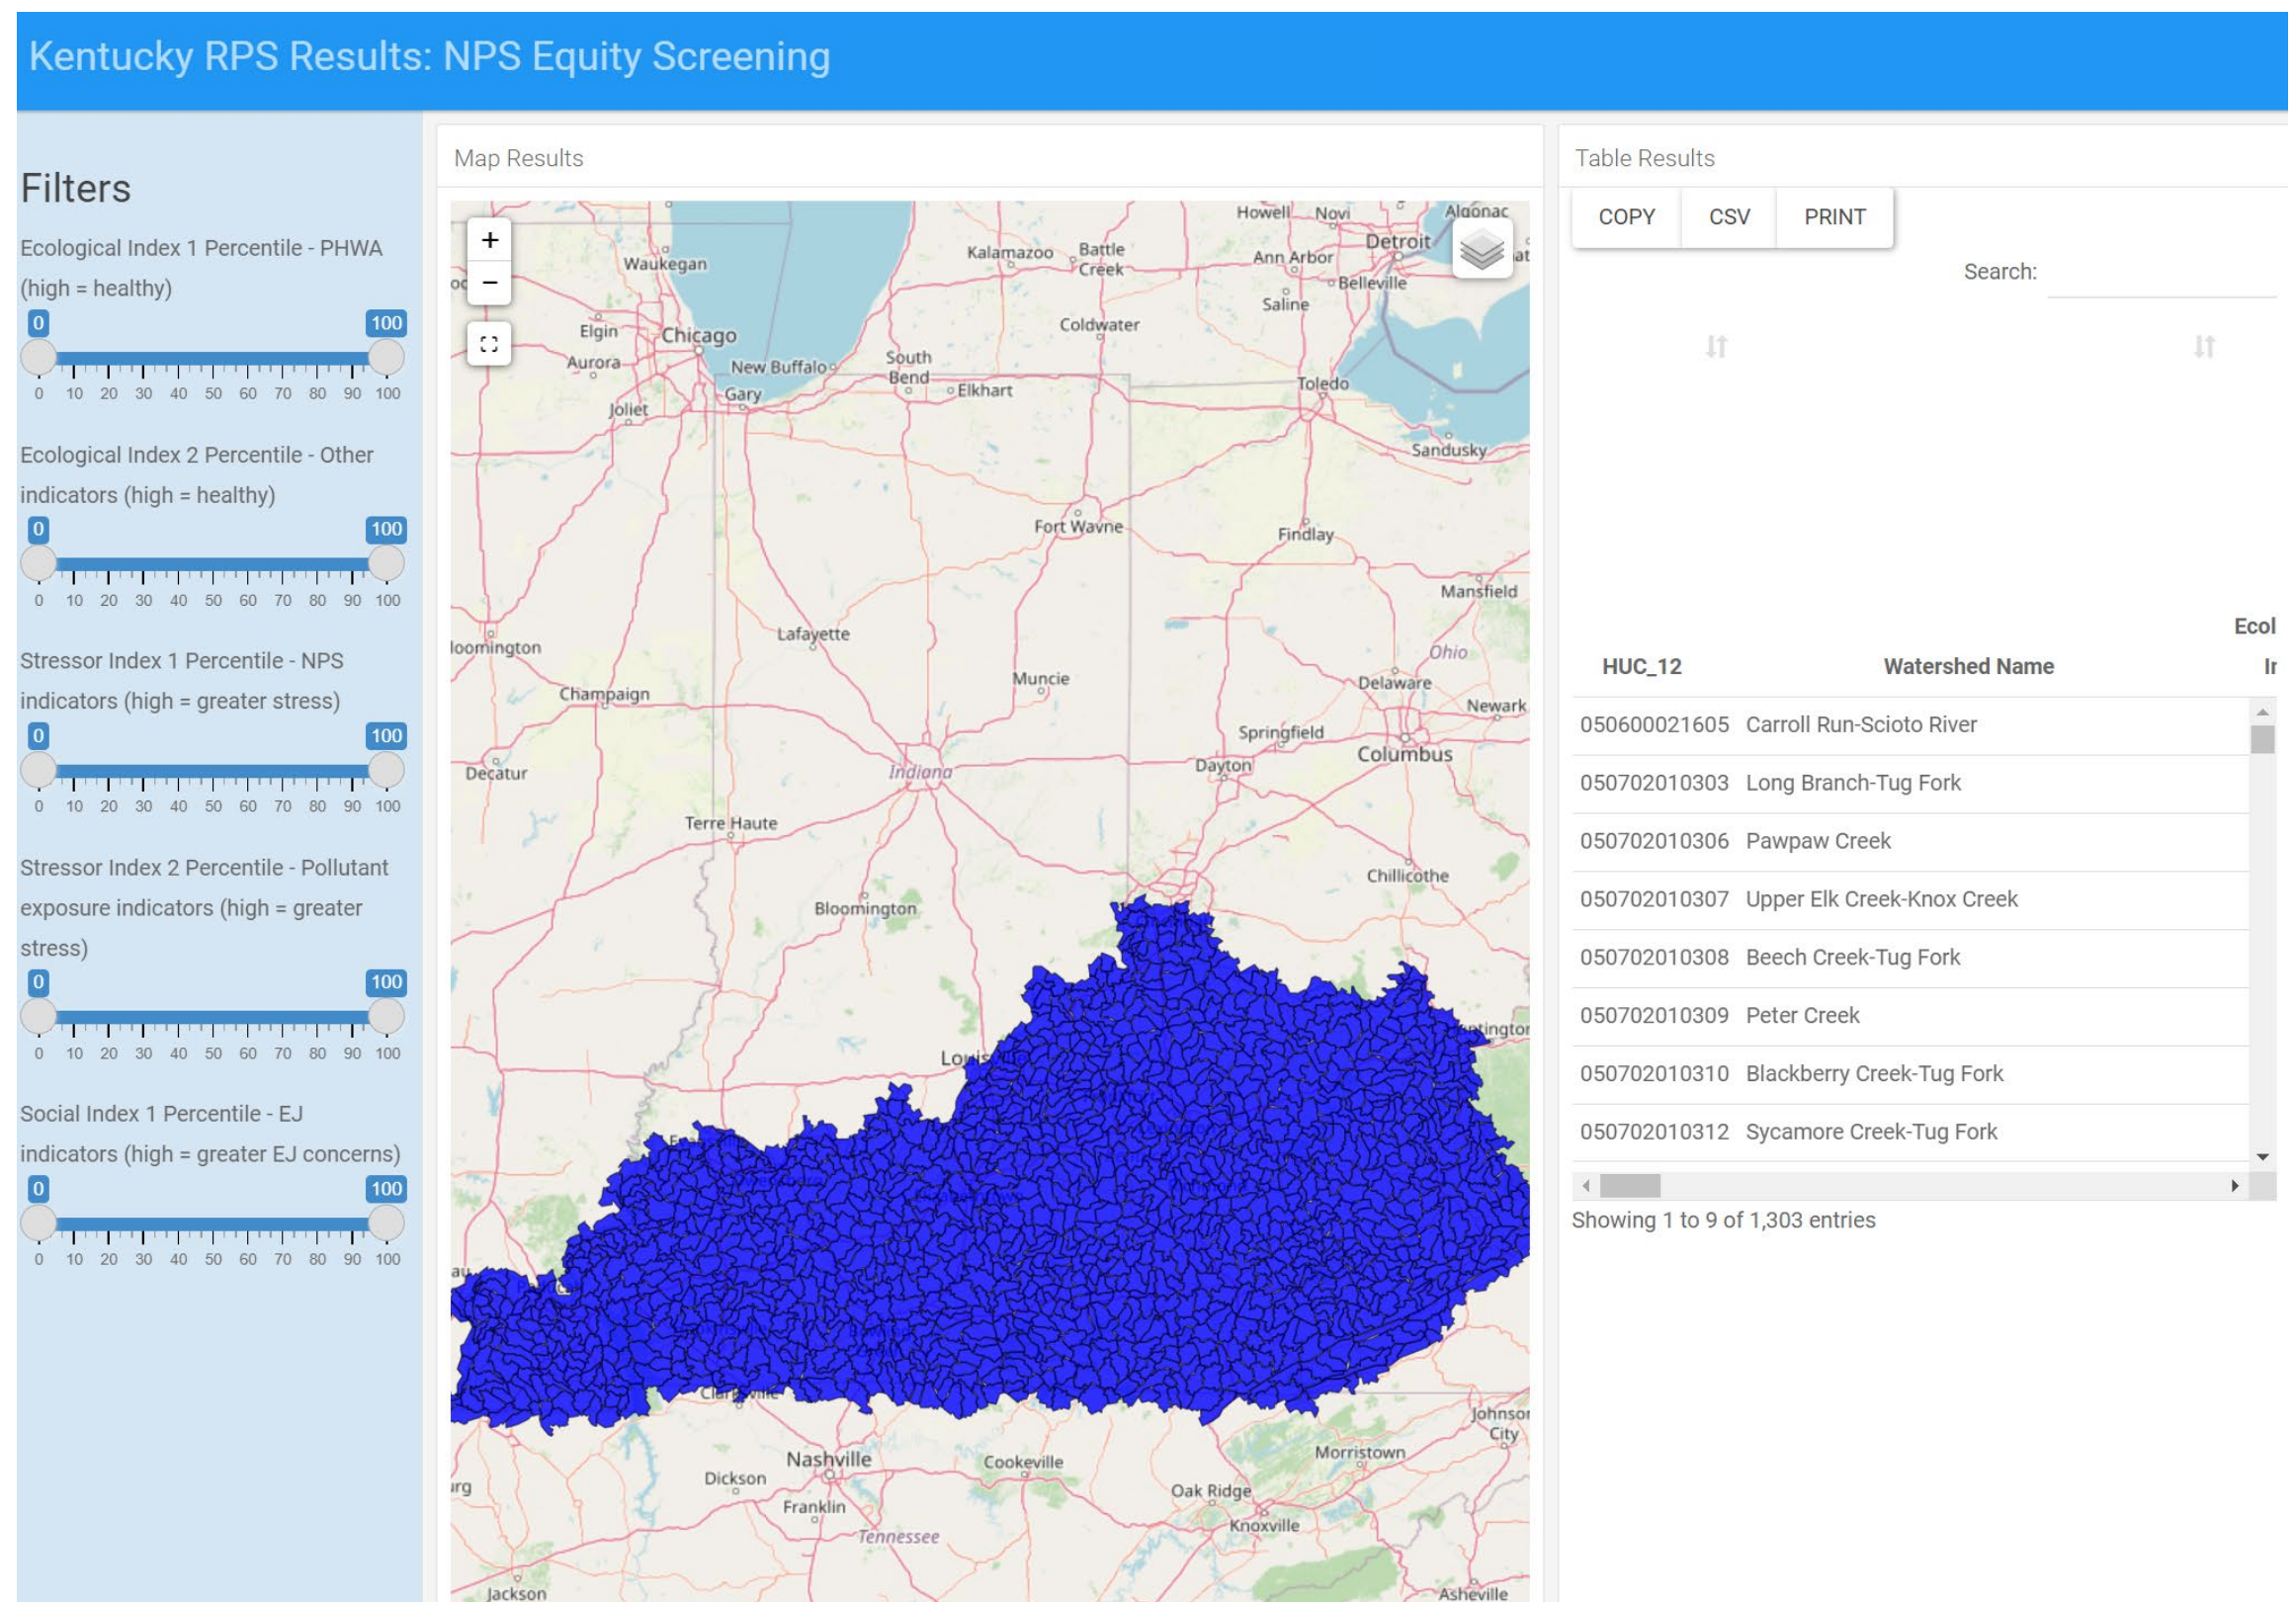 Kentucky RPS Results: NPS Equity Screening
Filters
Ecological Index 1 Percentile - PHWA
(high = healthy)
0 100
0 10 20 30 40 50 60 70 80 90 100
Ecological Index 2 Percentile - Other
indicators (high = healthy)
0 100
0 10 20 30 40 50 60 70 80 90 100
Stressor Index 1 Percentile - NPS
indicators (high = greater stress)
0 100
0 10 20 30 40 50 60 70 80 90 100
Stressor Index 2 Percentile - Pollutant
exposure indicators (high = greater
stress)
0 100
0 10 20 30 40 50 60 70 80 90 100
Social Index 1 Percentile - EJ
indicators (high = greater EJ concerns)
0 100
0 10 20 30 40 50 60 70 80 90 100
Map Results
+
−
Howell
Novi
Algonac
Waukegan
Kalamazoo
Battle
Creek
Ann Arbor
Detroit
Belleville
Saline
Elgin
Chicago
Coldwater
Aurora
New Buffalo
South
Bend
Elkhart
Toledo
Gary
Joliet
Sandusky
Fort Wayne
Findlay
Mansfield
Lafayette
loomington
Ohio
Muncie
Delaware
Champaign
Newark
Springfield
Columbus
Decatur
Indiana
Dayton
Terre Haute
Chillicothe
Bloomington
Louis
ntington
Clarksville
Johnson
City
Nashville
Cookeville
Morristown
Dickson
urg
Oak Ridge
Franklin
Knoxville
Tennessee
Jackson
Asheville
Table Results
COPY CSV PRINT
Search:
Ecol
HUC_12 Watershed Name In
050600021605 Carroll Run-Scioto River
050702010303 Long Branch-Tug Fork
050702010306 Pawpaw Creek
050702010307 Upper Elk Creek-Knox Creek
050702010308 Beech Creek-Tug Fork
050702010309 Peter Creek
050702010310 Blackberry Creek-Tug Fork
050702010312 Sycamore Creek-Tug Fork
Showing 1 to 9 of 1,303 entries